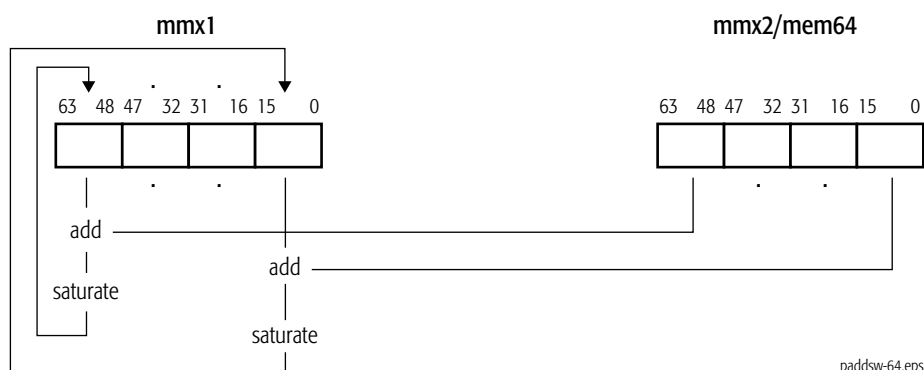 mmx1 mmx2/mem64
. .
63 48 47 32 31 16 15 0 63 48 47 32 31 16 15 0
. . . .
add
add
saturate
saturate
paddsw-64.eps